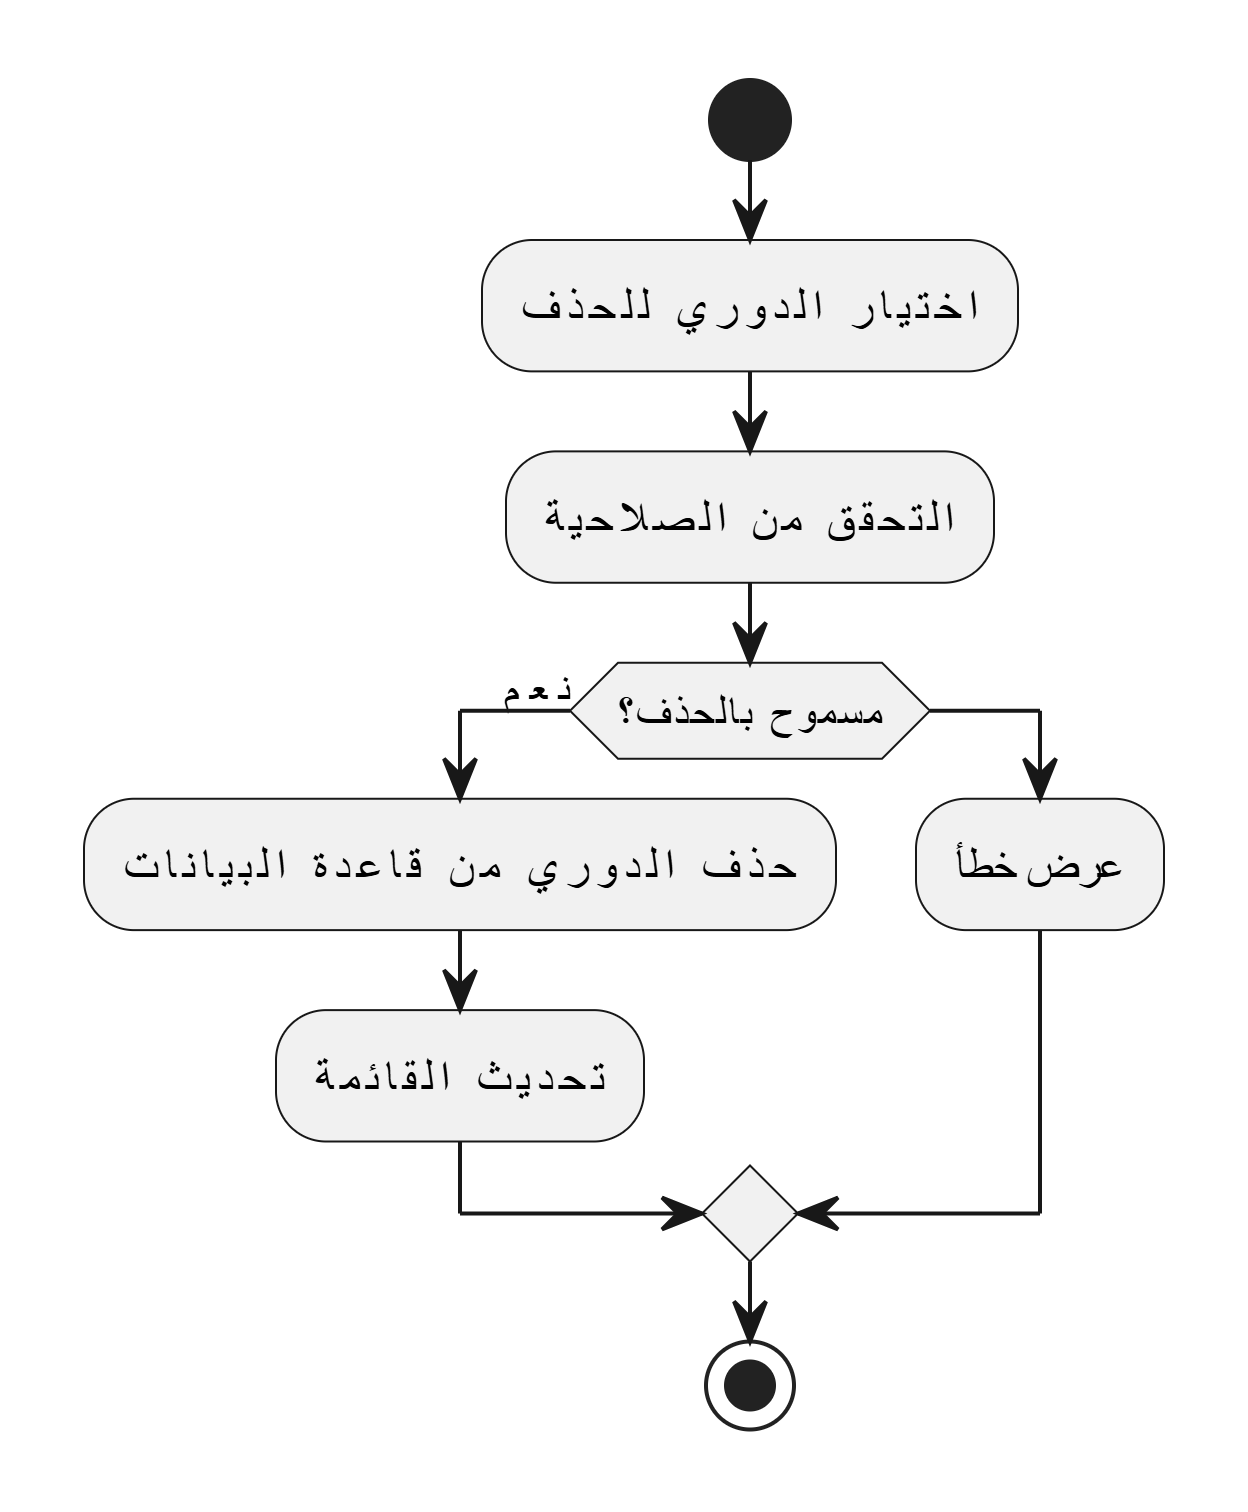 اختيار الدوري للحذف
التحقق من الصلاحية
نعم
مسموح بالحذف؟
حذف الدوري من قاعدة البيانات
عرض خطأ
تحديث القائمة